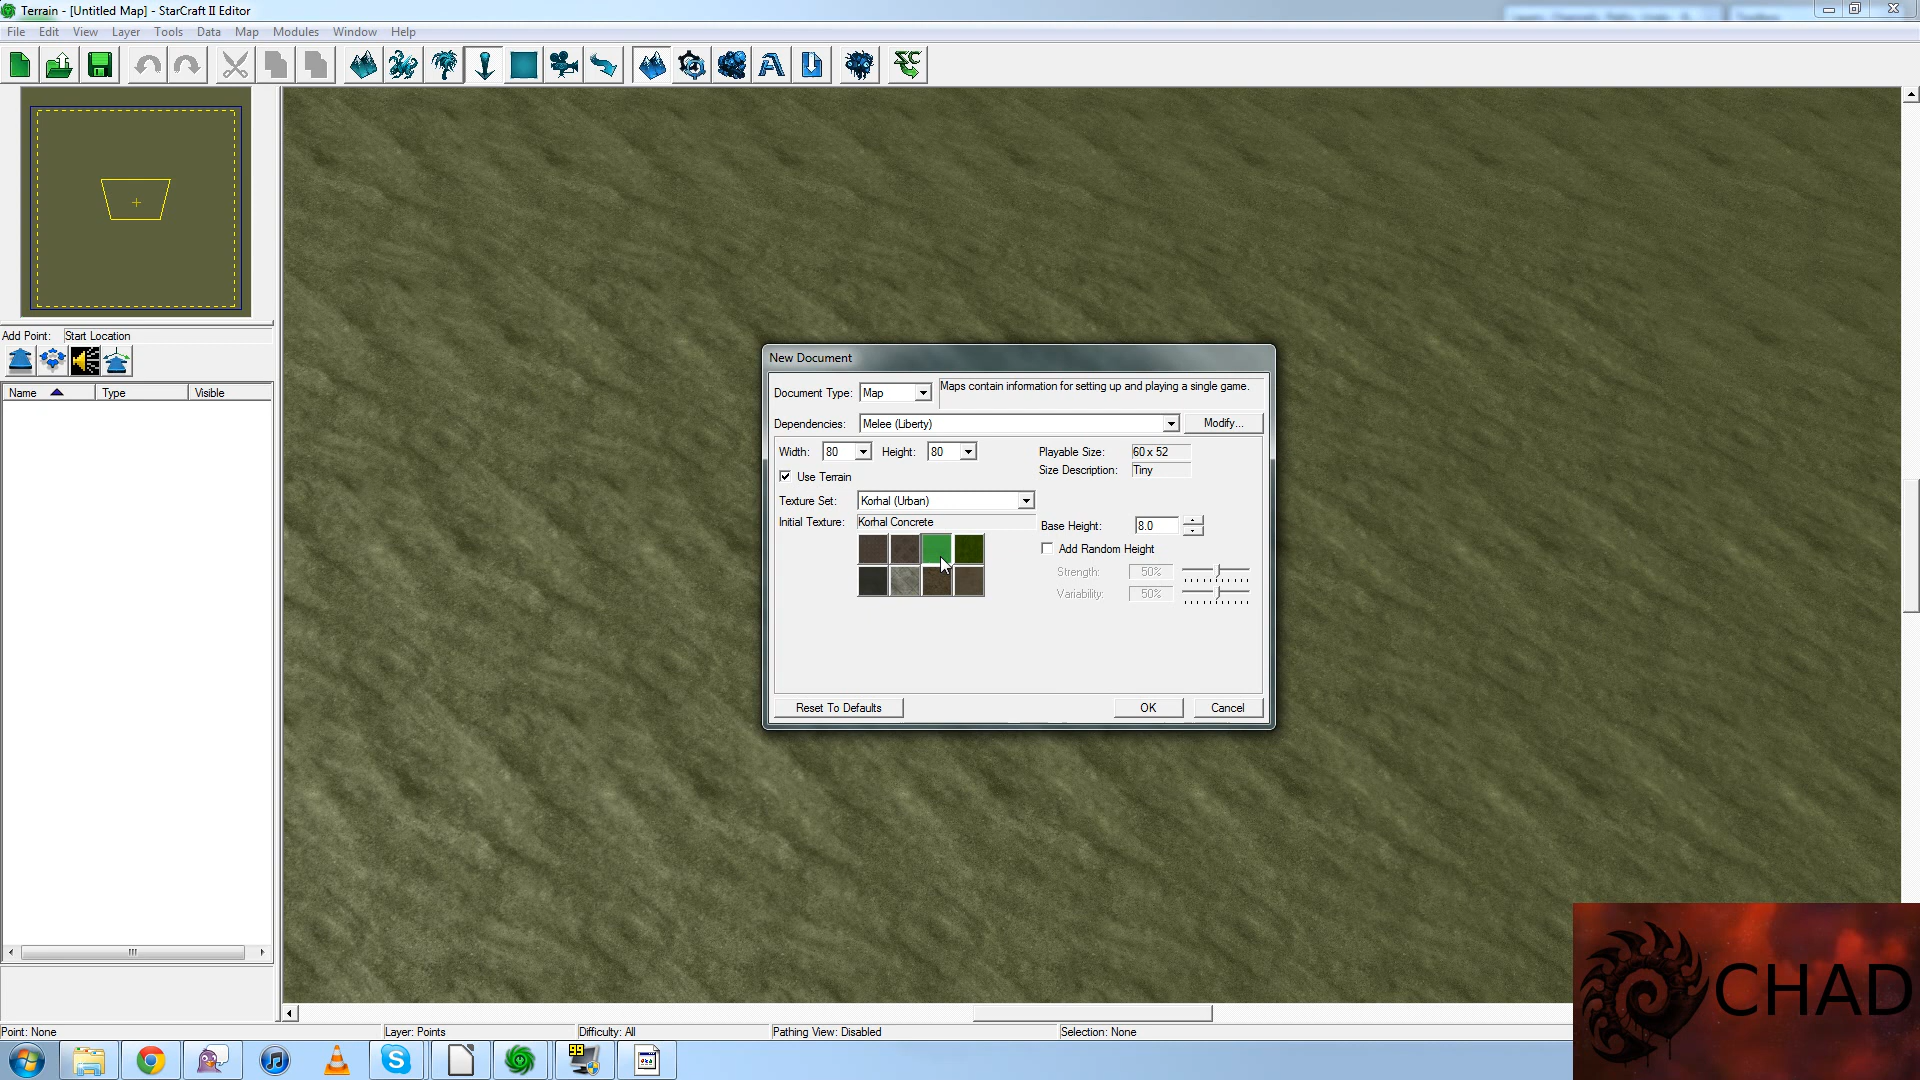 Terrain - [Untitled Map] - StarCraft II Editor
File Edit View Layer Tools Data Map Modules Window Help
Add Point: Start Location
Name Type Visible
New Document
Document Type: Map
Maps contain information for setting up and playing a single game.
Dependencies: Melee (Liberty) Modify...
Width: 80 Height: 80 Playable Size: 60 x 52
Size Description: Tiny
Use Terrain
Texture Set: Korhal (Urban)
Initial Texture: Korhal Concrete
Base Height: 8.0
Add Random Height
Strength: 50%
Variability: 50%
Reset To Defaults OK Cancel
CHAD
Point: None Layer: Points Difficulty: All Pathing View: Disabled Selection: None
99